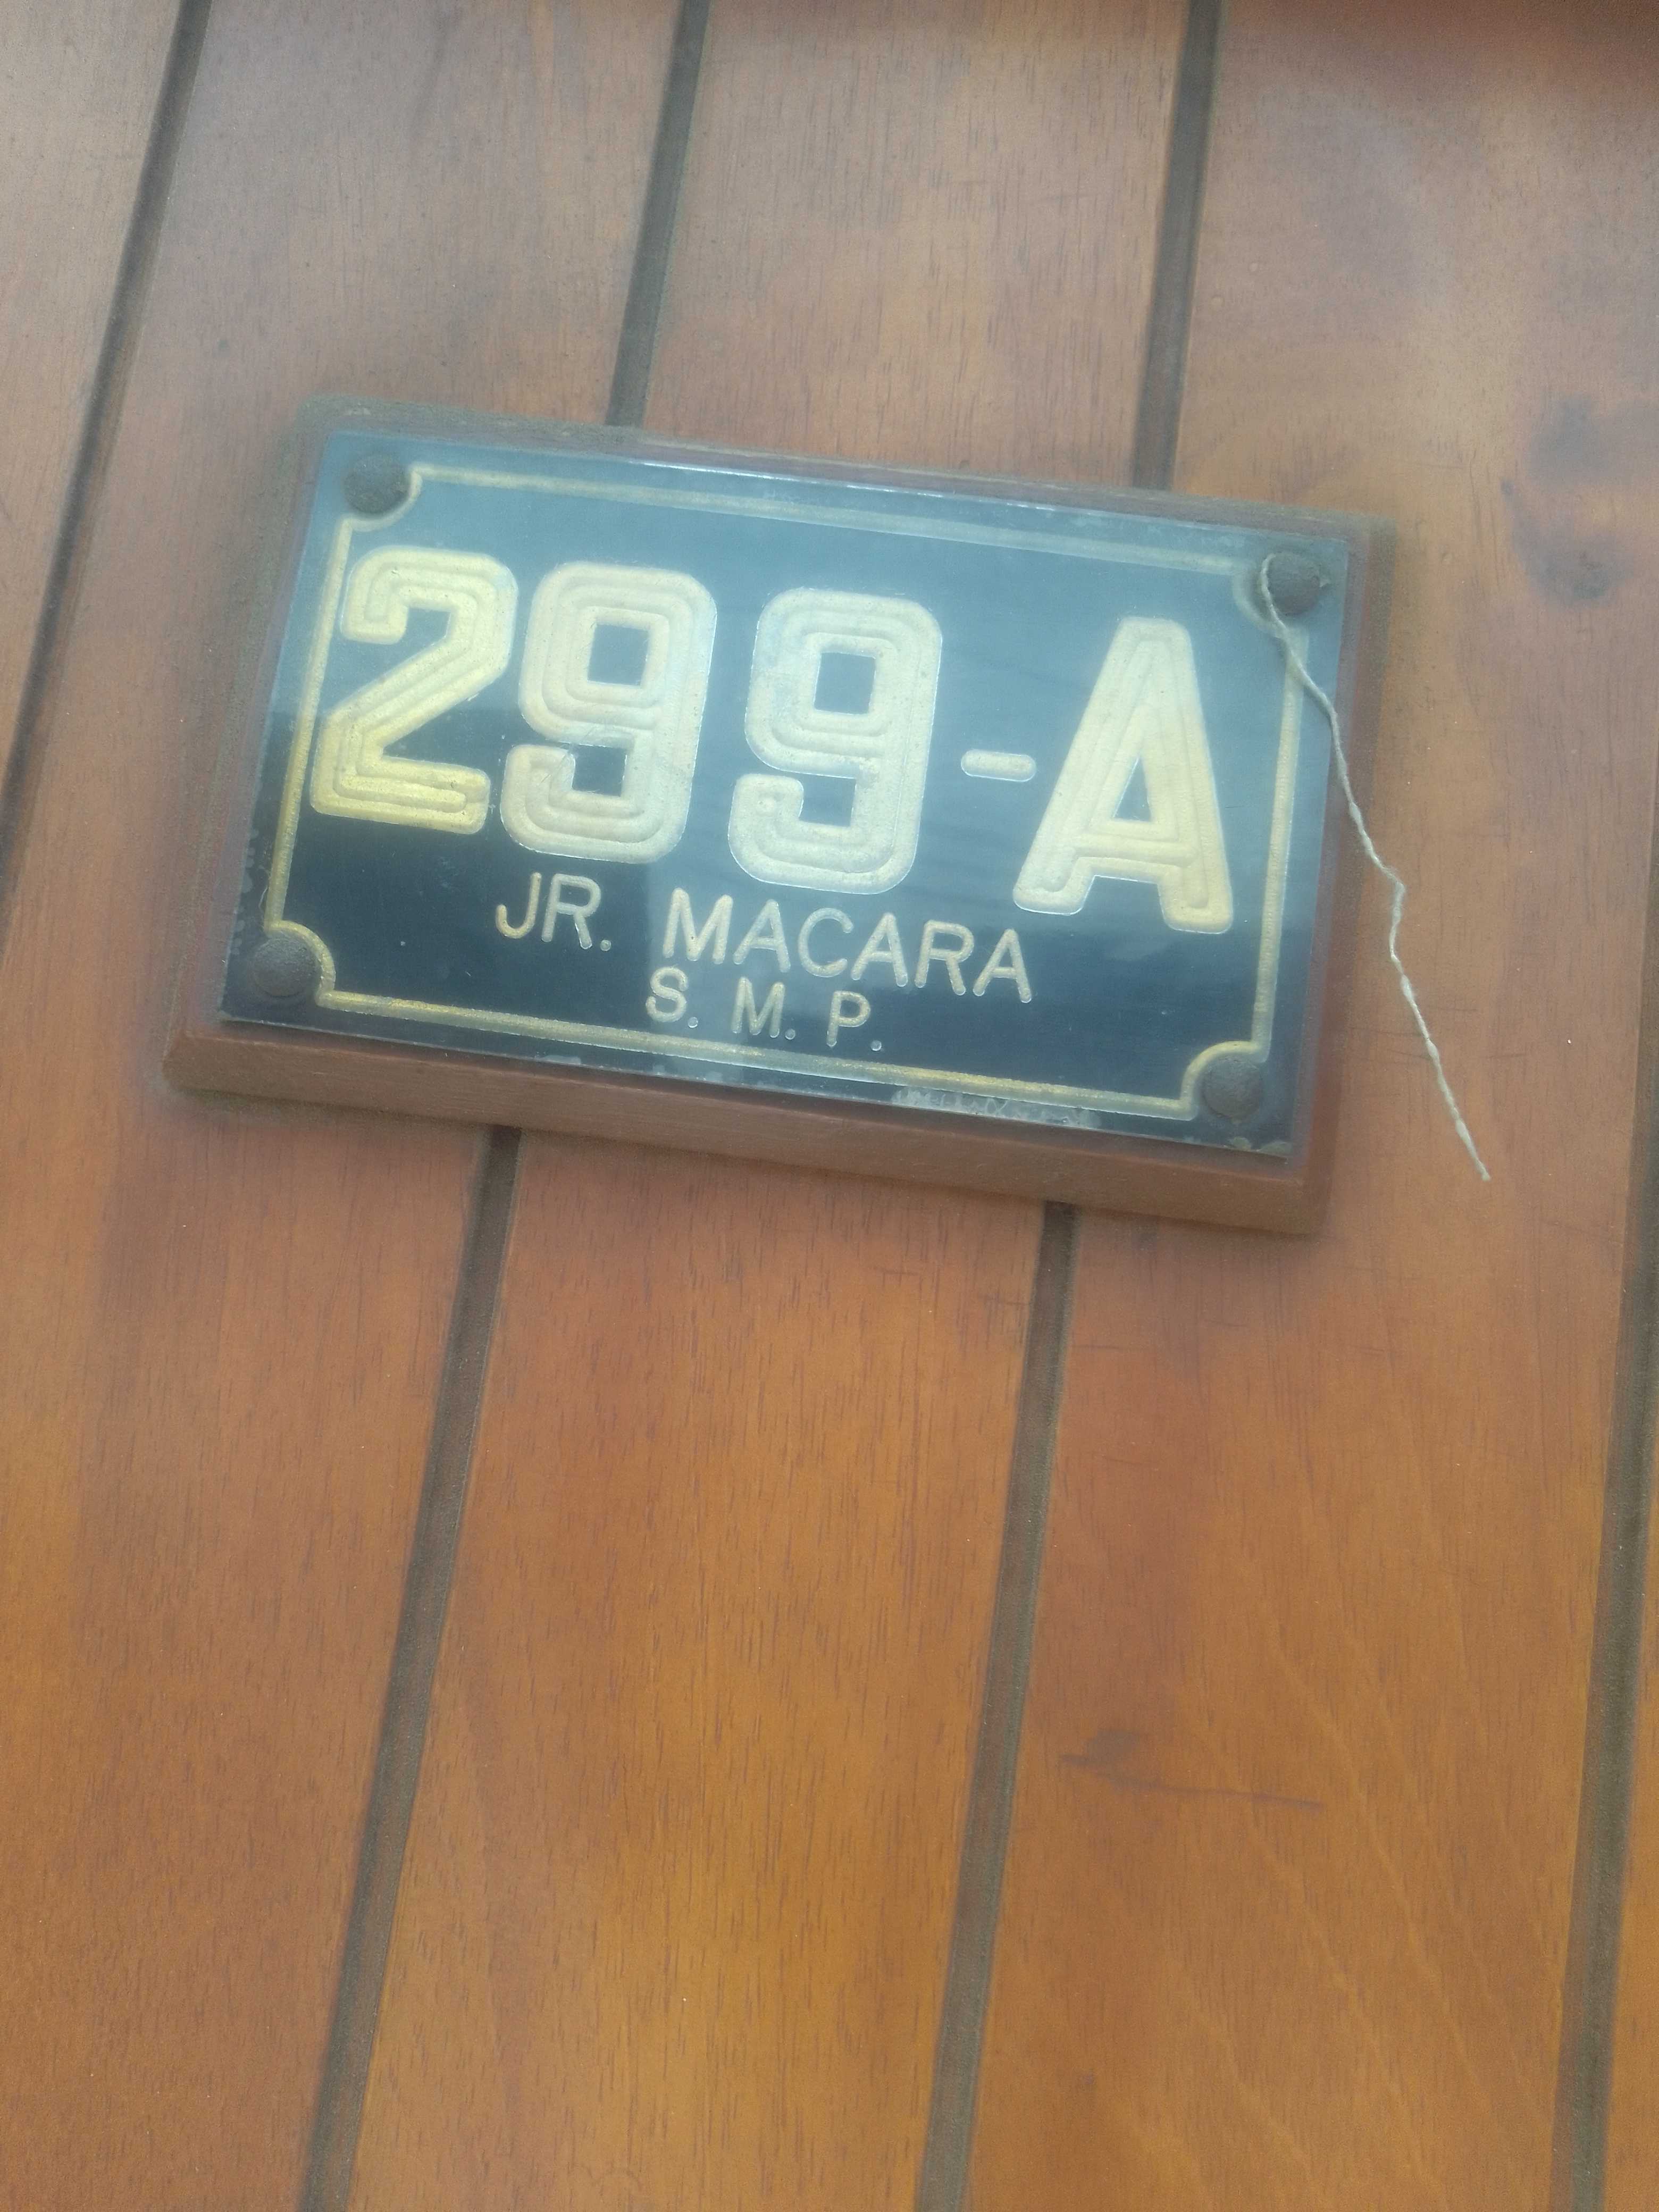 299-A
JR. MACARA
S. M. P.